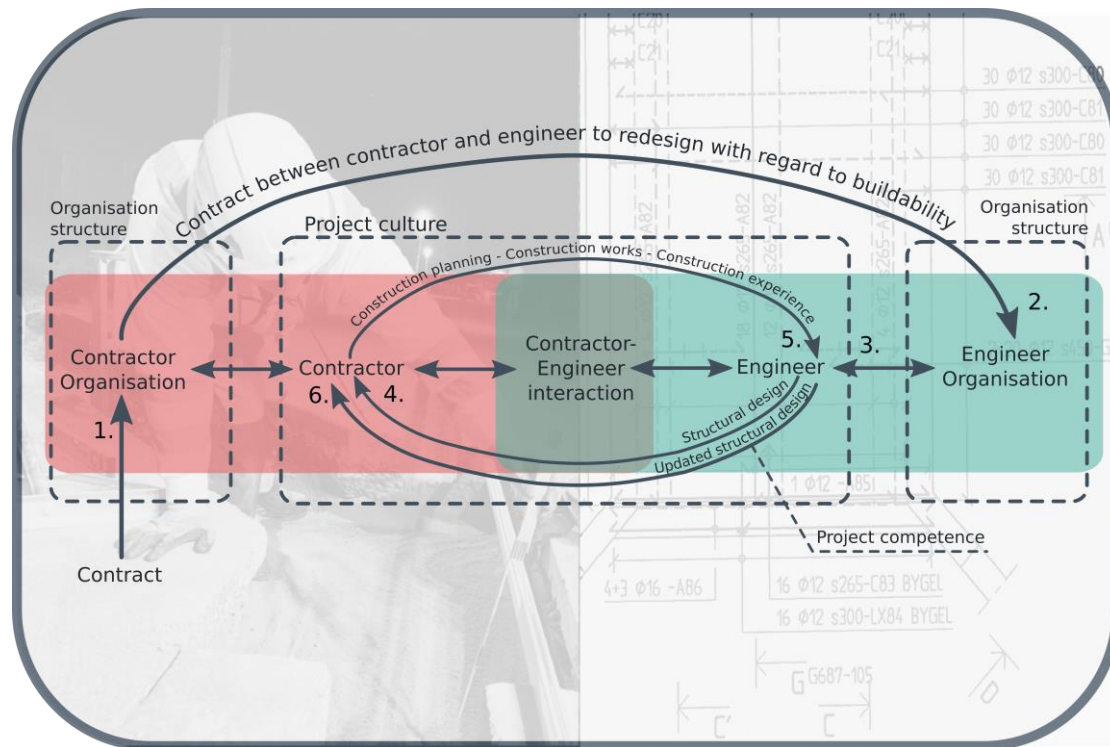 C20
C20
C21
C21
30 Φ12 s300-C80
30 Φ12 s300-C81
30 Φ12 s300-C80
30 Φ12 s300-C81
Contract between contractor and engineer to redesign with regard to buildability
Organisation
structure
Project culture
Organisation
structure
Construction planning - Construction works - Construction experience
1.
Contractor
Organisation
Contractor
Contractor-
Engineer
interaction
Engineer
Engineer
Organisation
2.
3.
4.
5.
6.
Structural design
Updated structural design
Project competence
Contract
4+3 Φ16 -A86
16 Φ12 s265-C83 BYGEL
16 Φ12 s300-LX84 BYGEL
G G687-105
C'
C
D